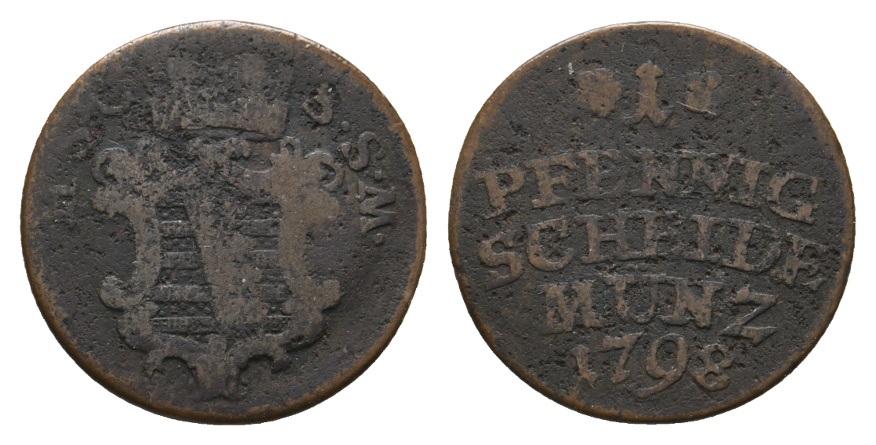 H. S. C. S. M.
1
PFENNIG
SCHEIDE
MUNZ
1798